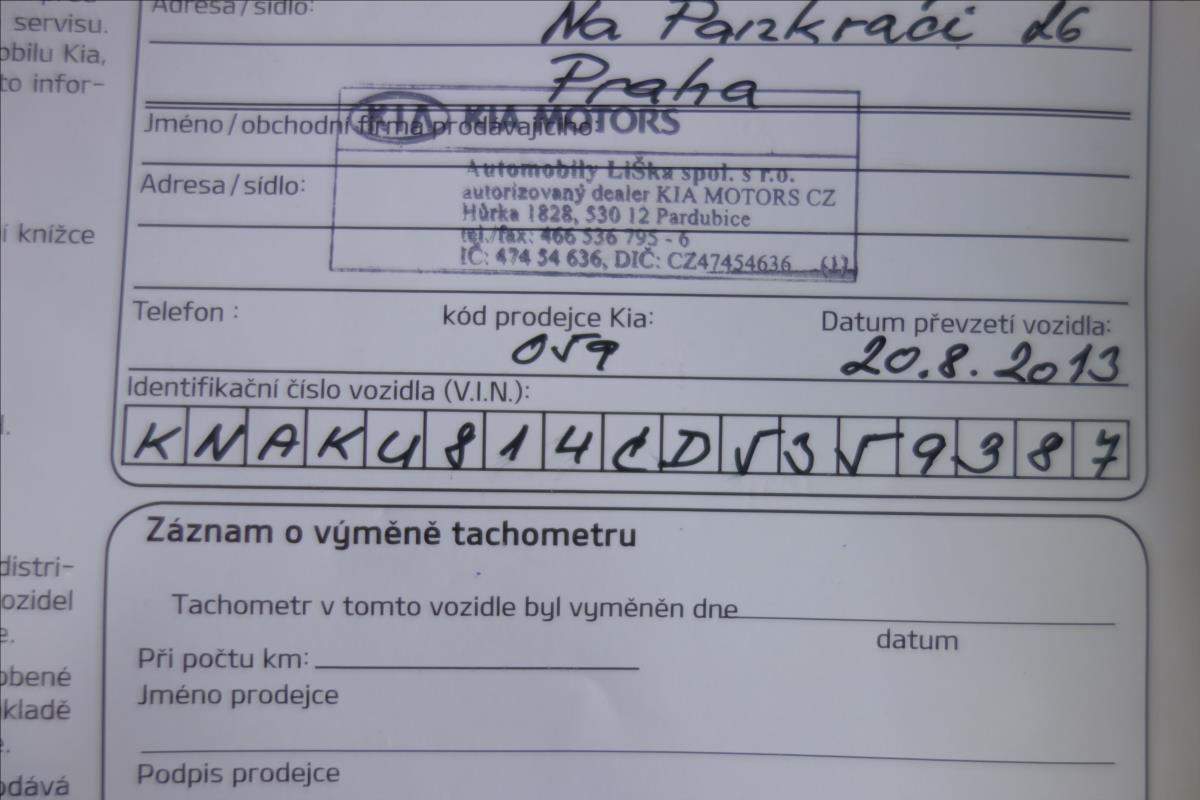 Adresa/sídlo: Na Pankráci 26
servisu.
obilu Kia,
to infor-
Praha
KIA KIA MOTORS
Jméno/obchodní firma prodávajícího:
Automobily LiŠka spol. s r.o.
Adresa/sídlo:
autorizovaný dealer KIA MOTORS CZ
Hůrka 1828, 530 12 Pardubice
tel./fax: 466 536 795 - 6
IČ: 474 54 636, DIČ: CZ47454636 (1)
í knížce
Telefon : kód prodejce Kia: Datum převzetí vozidla:
059 20.8.2013
Identifikační číslo vozidla (V.I.N.):
KNAKU814CD5359387
Záznam o výměně tachometru
distri-
ozidel
e.
Tachometr v tomto vozidle byl vyměněn dne
datum
Při počtu km:
obené
Jméno prodejce
kladě
e.
Podpis prodejce
odává